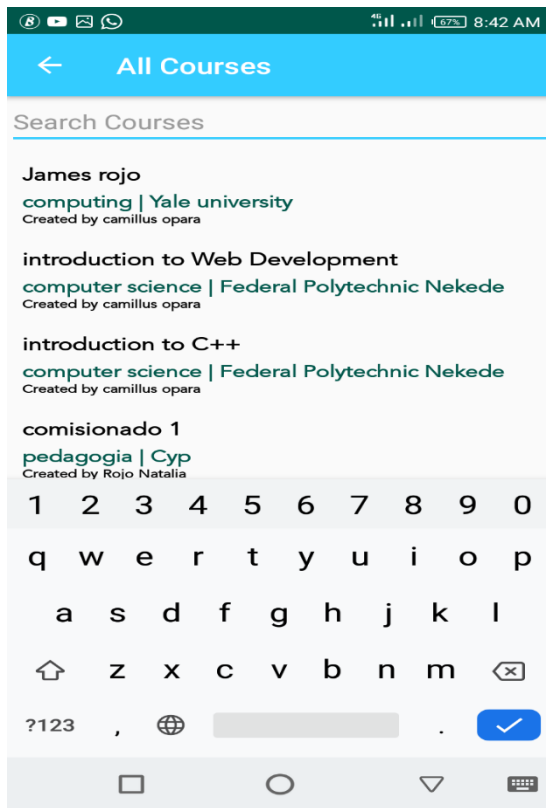 4G 67% 8:42 AM
All Courses
Search Courses
James rojo
computing | Yale university
Created by camillus opara
introduction to Web Development
computer science | Federal Polytechnic Nekede
Created by camillus opara
introduction to C++
computer science | Federal Polytechnic Nekede
Created by camillus opara
comisionado 1
pedagogia | Cyp
Created by Rojo Natalia
1 2 3 4 5 6 7 8 9 0
q w e r t y u i o p
a s d f g h j k l
z x c v b n m
?123 , .